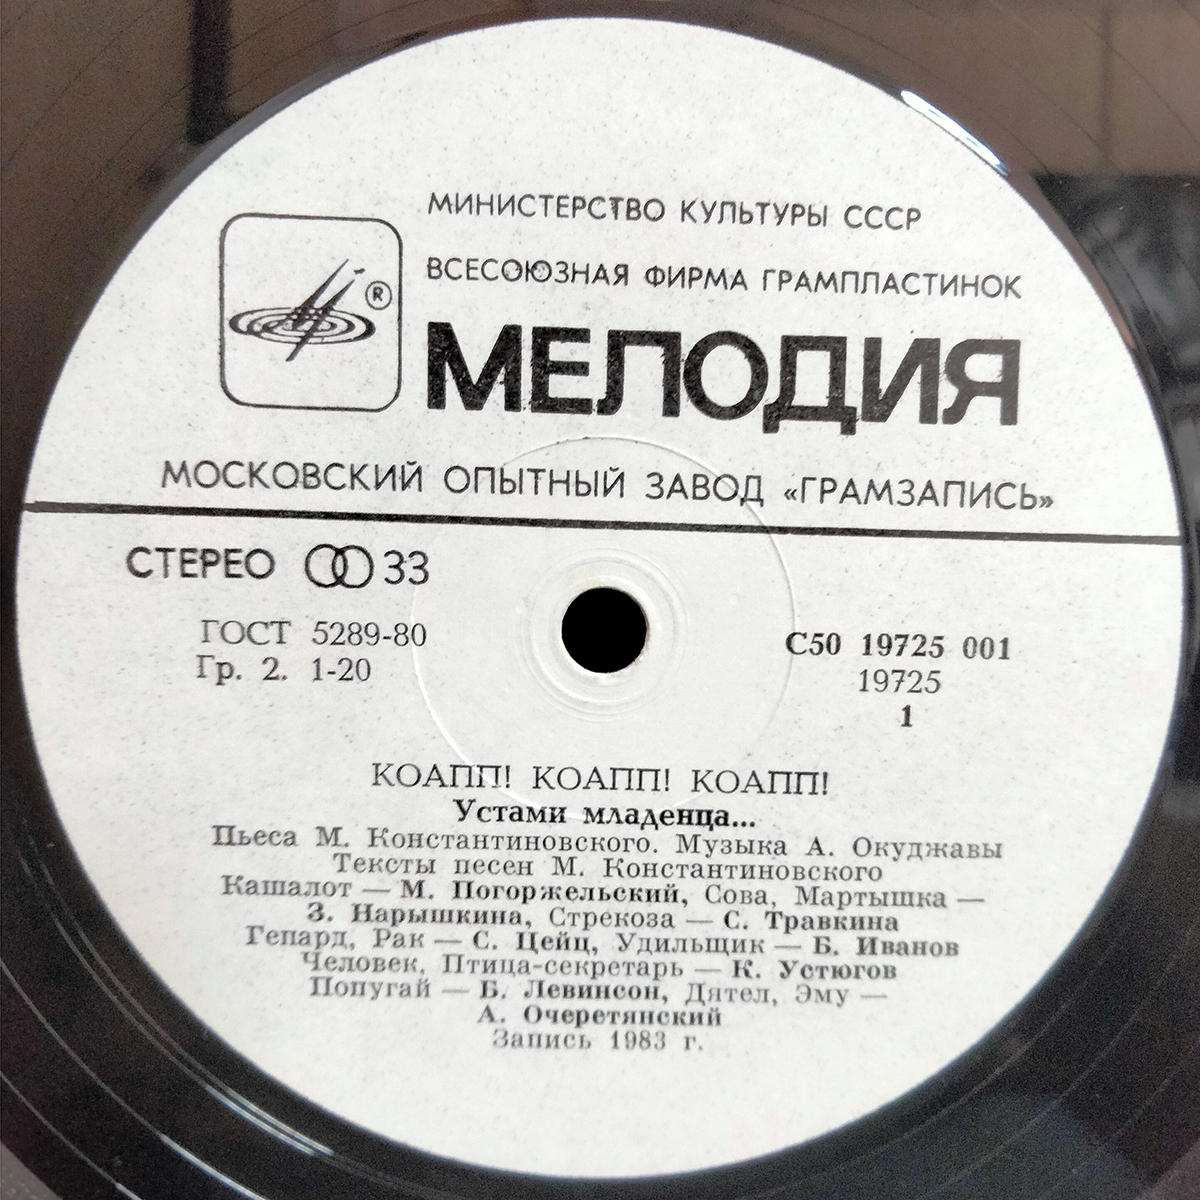 МИНИСТЕРСТВО КУЛЬТУРЫ СССР
ВСЕСОЮЗНАЯ ФИРМА ГРАМПЛАСТИНОК
®
МЕЛОДИЯ
МОСКОВСКИЙ ОПЫТНЫЙ ЗАВОД «ГРАМЗАПИСЬ»
СТЕРЕО 33
ГОСТ 5289-80
Гр. 2. 1-20
С50 19725 001
19725
1
КОАПП! КОАПП! КОАПП!
Устами младенца...
Пьеса М. Константиновского. Музыка А. Окуджавы
Тексты песен М. Константиновского
Кашалот — М. Погоржельский, Сова, Мартышка —
З. Нарышкина, Стрекоза — С. Травкина
Гепард, Рак — С. Цейц, Удильщик — Б. Иванов
Человек, Птица-секретарь — К. Устюгов
Попугай — Б. Левинсон, Дятел, Эму —
А. Очеретянский
Запись 1983 г.